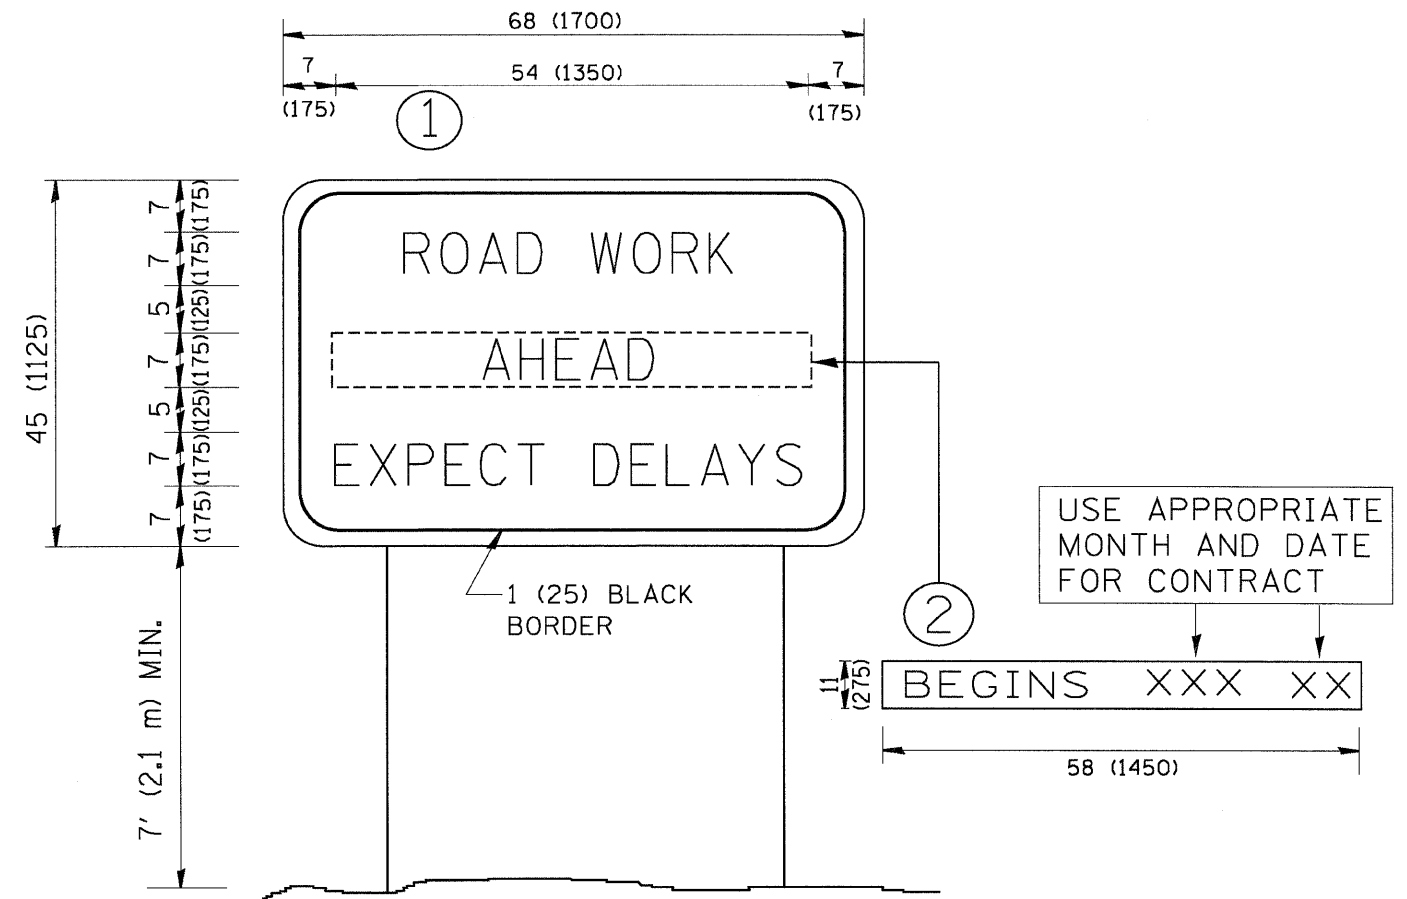 68 (1700)
7
54 (1350)
7
(175)
(175)
1
45 (1125)
7
(175)
7
(175)
5
(125)
7
(175)
5
(125)
7
(175)
7
(175)
ROAD WORK
AHEAD
EXPECT DELAYS
1 (25) BLACK
BORDER
7' (2.1 m) MIN.
USE APPROPRIATE
MONTH AND DATE
FOR CONTRACT
2
11
(275)
BEGINS XXX XX
58 (1450)